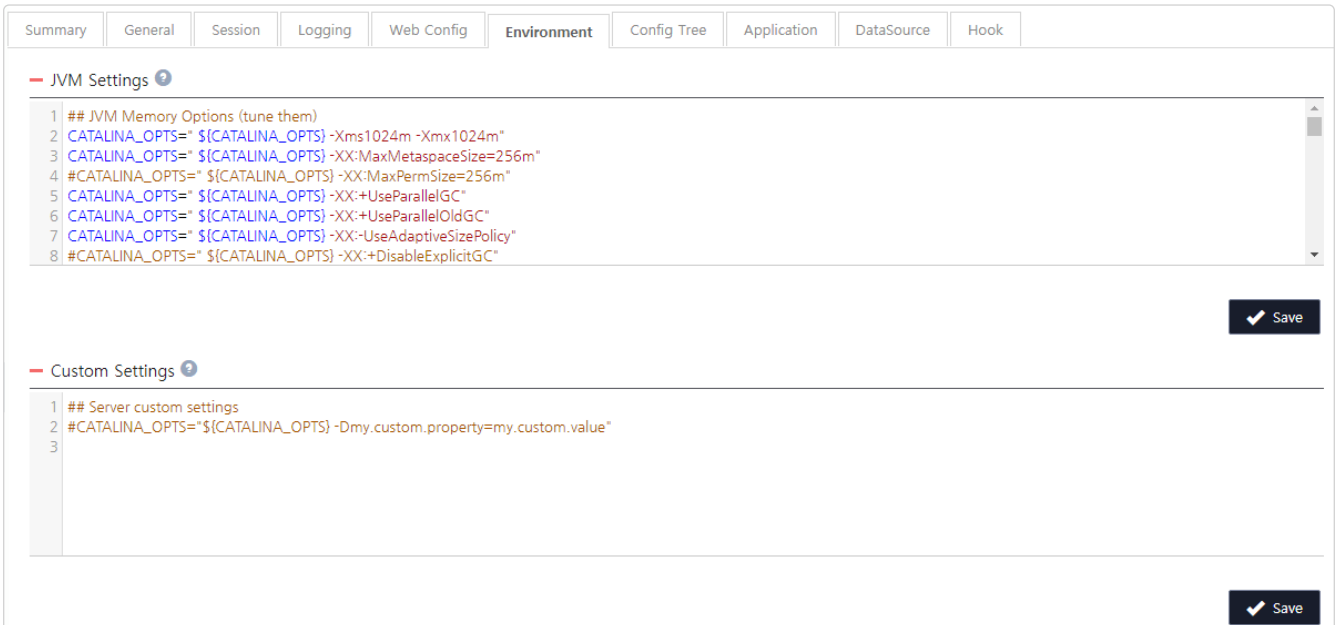 Summary General Session Logging Web Config Environment Config Tree Application DataSource Hook
JVM Settings ?
1 ## JVM Memory Options (tune them)
2 CATALINA_OPTS=" ${CATALINA_OPTS} -Xms1024m -Xmx1024m"
3 CATALINA_OPTS=" ${CATALINA_OPTS} -XX:MaxMetaspaceSize=256m"
4 #CATALINA_OPTS=" ${CATALINA_OPTS} -XX:MaxPermSize=256m"
5 CATALINA_OPTS=" ${CATALINA_OPTS} -XX:+UseParallelGC"
6 CATALINA_OPTS=" ${CATALINA_OPTS} -XX:+UseParallelOldGC"
7 CATALINA_OPTS=" ${CATALINA_OPTS} -XX:-UseAdaptiveSizePolicy"
8 #CATALINA_OPTS=" ${CATALINA_OPTS} -XX:+DisableExplicitGC"
Save
Custom Settings ?
1 ## Server custom settings
2 #CATALINA_OPTS="${CATALINA_OPTS} -Dmy.custom.property=my.custom.value"
3
Save